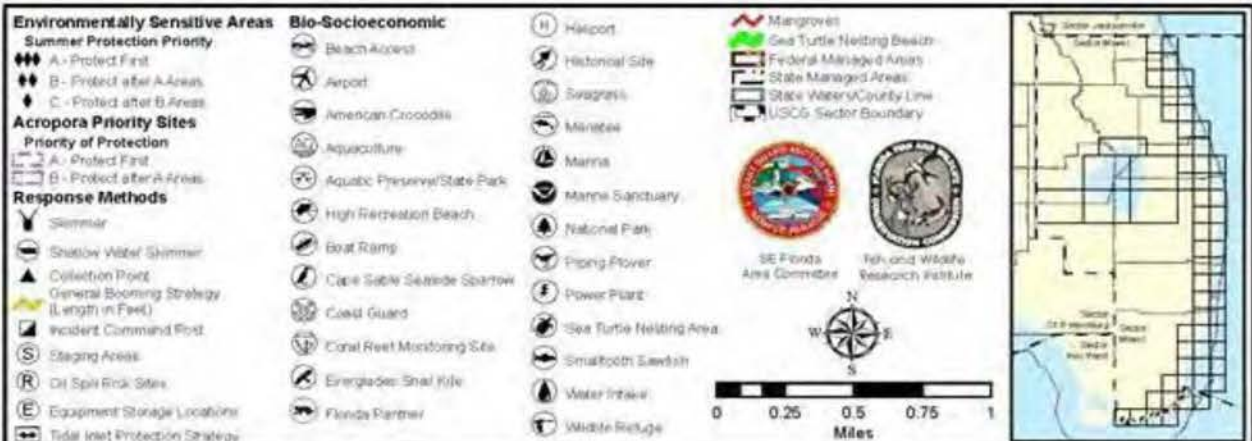 Environmentally Sensitive Areas
Summer Protection Priority
A - Protect First
B - Protect after A Areas
C - Protect after B Areas
Acropora Priority Sites
Priority of Protection
A - Protect First
B - Protect after A Areas
Response Methods
Skimmer
Shallow Water Skimmer
Collection Point
General Booming Strategy
(Length in Feet)
Incident Command Post
S Staging Areas
R Oil Spill Risk Sites
E Equipment Storage Locations
Tidal Inlet Protection Strategy
Bio-Socioeconomic
Beach Access
Airport
American Crocodile
Aquaculture
Aquatic Preserve/State Park
High Recreation Beach
Boat Ramp
Cape Sable Seaside Sparrow
Coast Guard
Coral Reef Monitoring Site
Everglades Snail Kite
Florida Panther
H Heliport
Historical Site
Seagrass
Manatee
Marina
Marine Sanctuary
National Park
Piping Plover
Power Plant
Sea Turtle Nesting Area
Smalltooth Sawfish
Water Intake
Wildlife Refuge
Mangroves
Sea Turtle Nesting Beach
Federal Managed Areas
State Managed Areas
State Waters/County Line
USCG Sector Boundary
SE Florida
Area Committee
Fish and Wildlife
Research Institute
N
W E
S
0 0.25 0.5 0.75 1
Miles
Sector Jacksonville
Sector Miami
Sector
St Petersburg
Sector
Miami
Sector
Key West